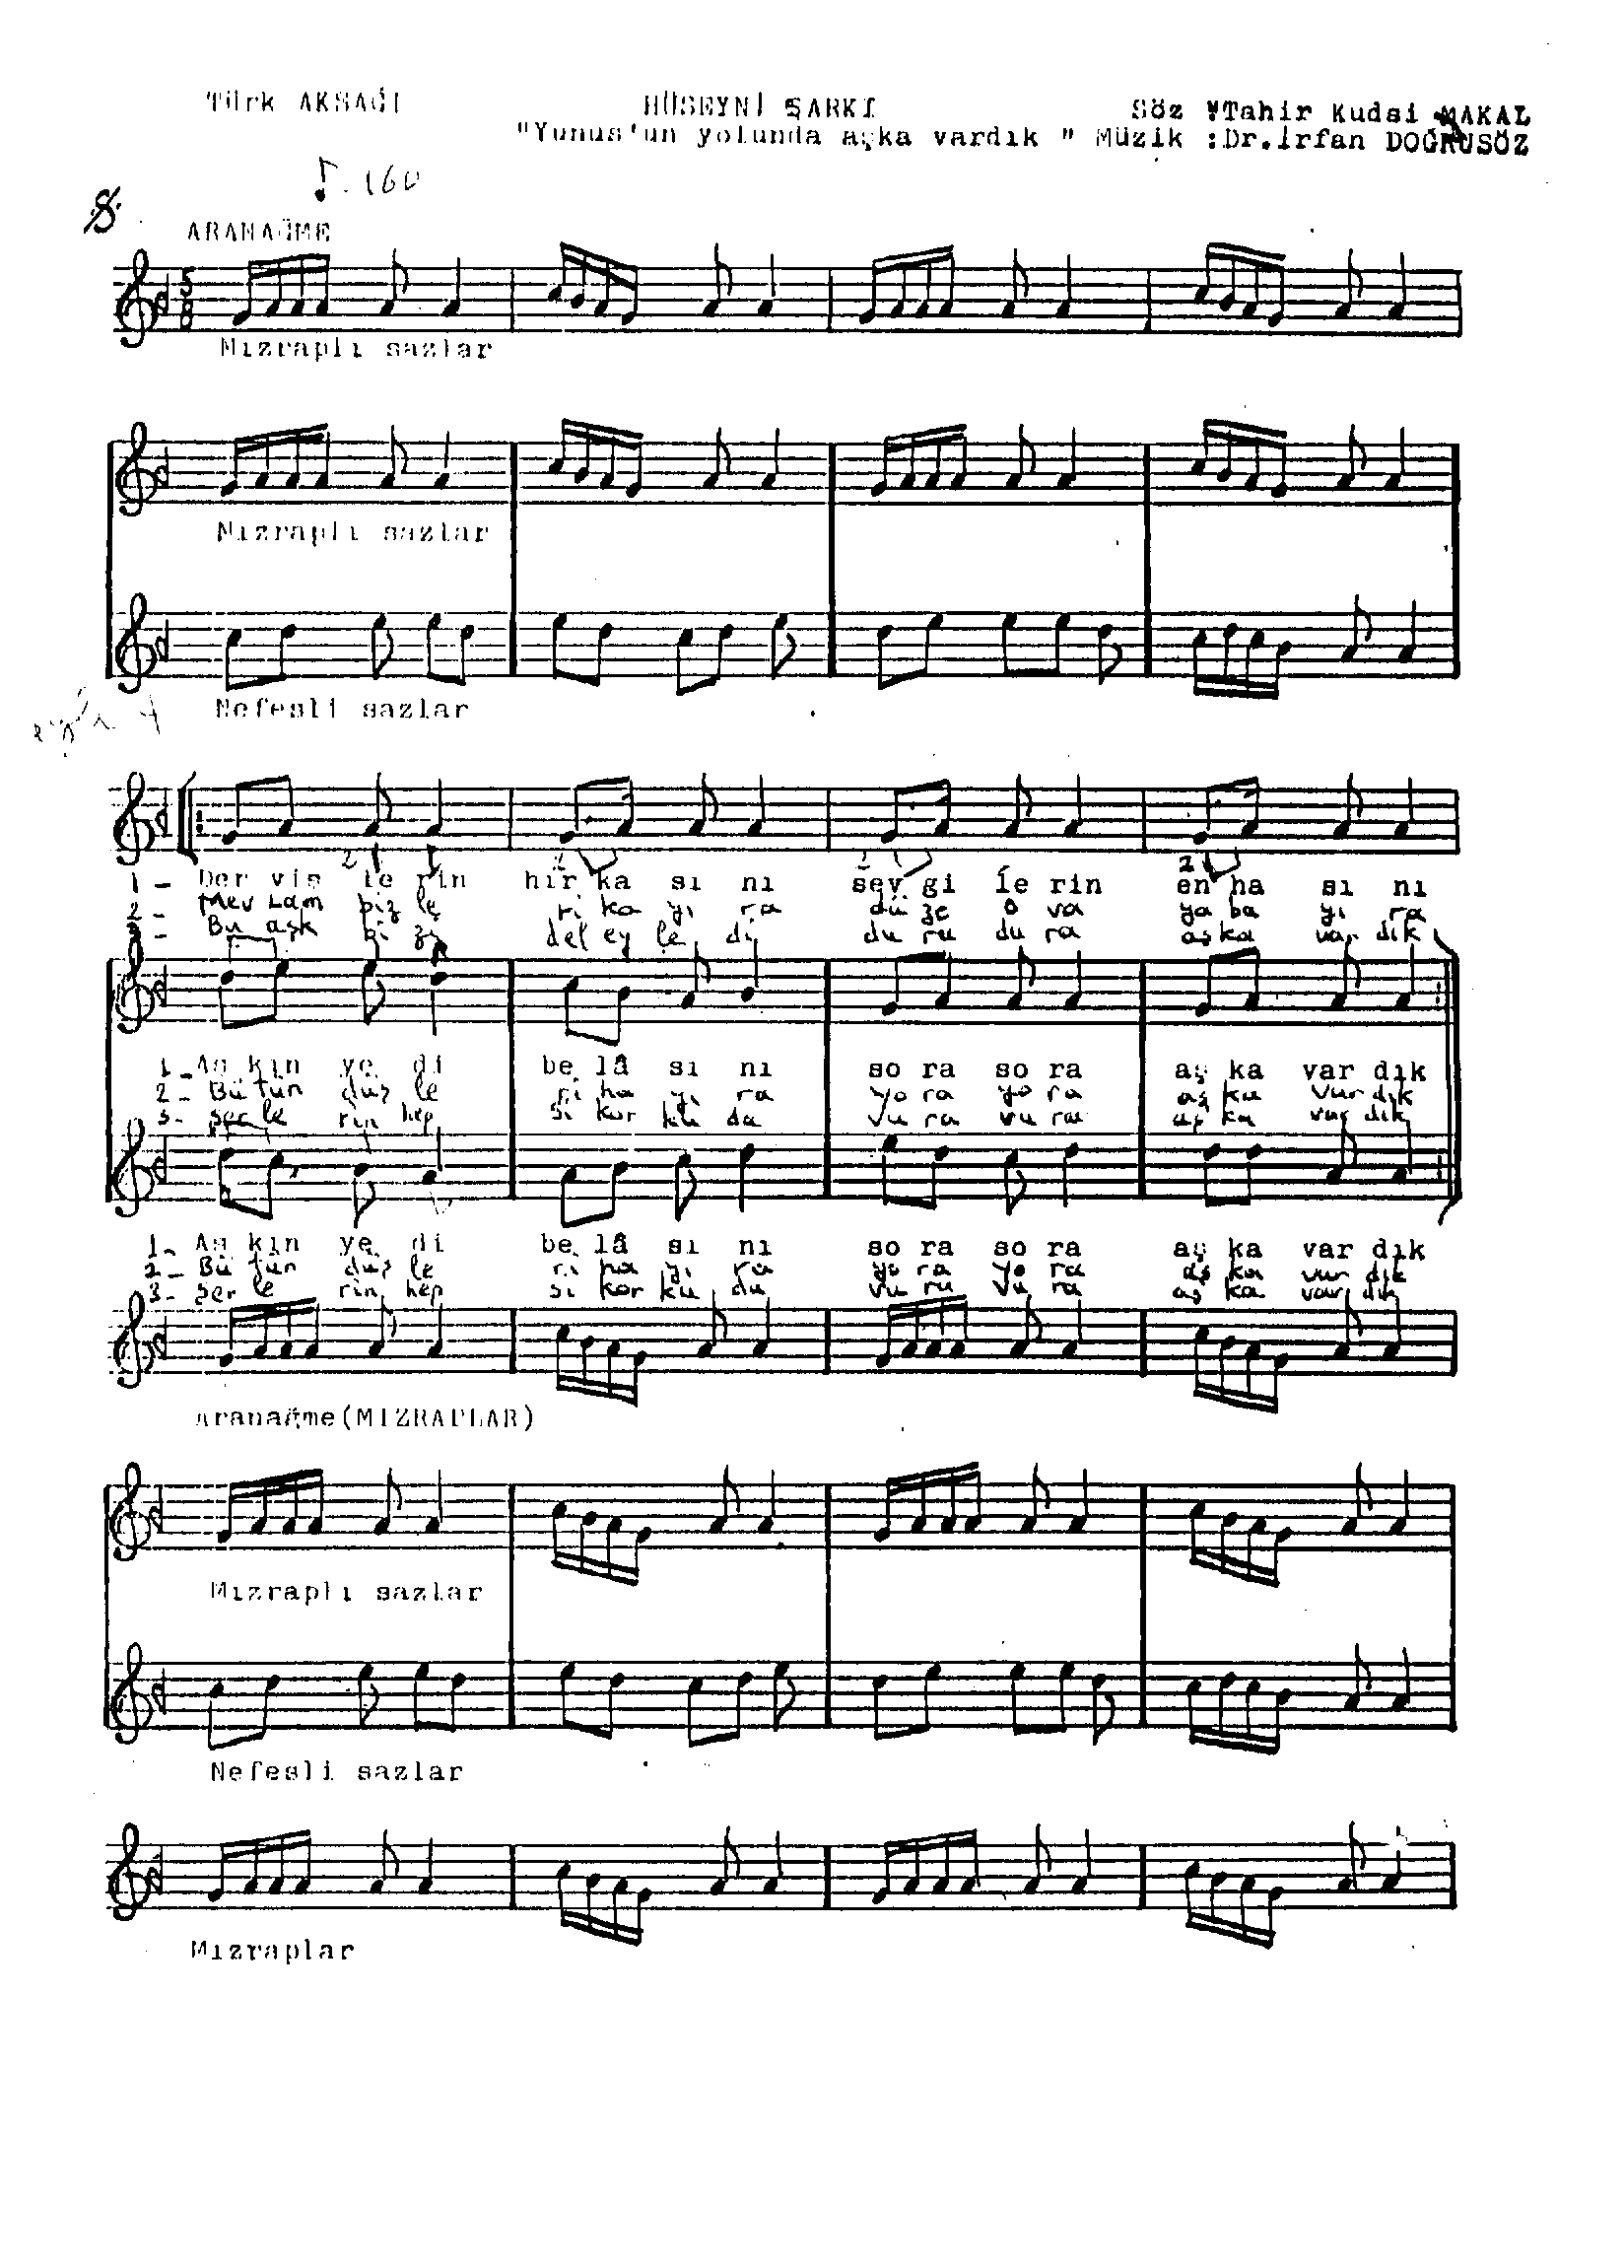 Türk AKSAĞI HÜSEYNİ ŞARKI Söz :Tahir Kudsi MAKAL
"Yunus'un yolunda aşka vardık " Müzik :Dr.İrfan DOĞRUSÖZ
160
ARANAĞME
5
8
Mızraplı sazlar
Mızraplı sazlar
Nefesli sazlar
1 - Der viş le rin hır ka sı nı sev gi le rin en ha sı nı
2 - Mev lam biz le ri ka yı ra dü ze o va ya ba yı ra
3 - Bu aşk bi zi del ey le di du ru du ra aş ka var dık
1 - Aş kın ye di be lâ sı nı so ra so ra aş ka var dık
2 - Bü tün düş le ri ha yı ra yo ra yo ra aş ka var dık
3 - Şer le rin hep si kor ku da vu ra vu ra aş ka var dık
1 - Aş kın ye di be lâ sı nı so ra so ra aş ka var dık
2 - Bü tün düş le ri ha yı ra yo ra yo ra aş ka var dık
3 - Şer le rin hep si kor ku da vu ra vu ra aş ka var dık
Aranağme(MIZRAPLAR)
Mızraplı sazlar
Nefesli sazlar
Mızraplar